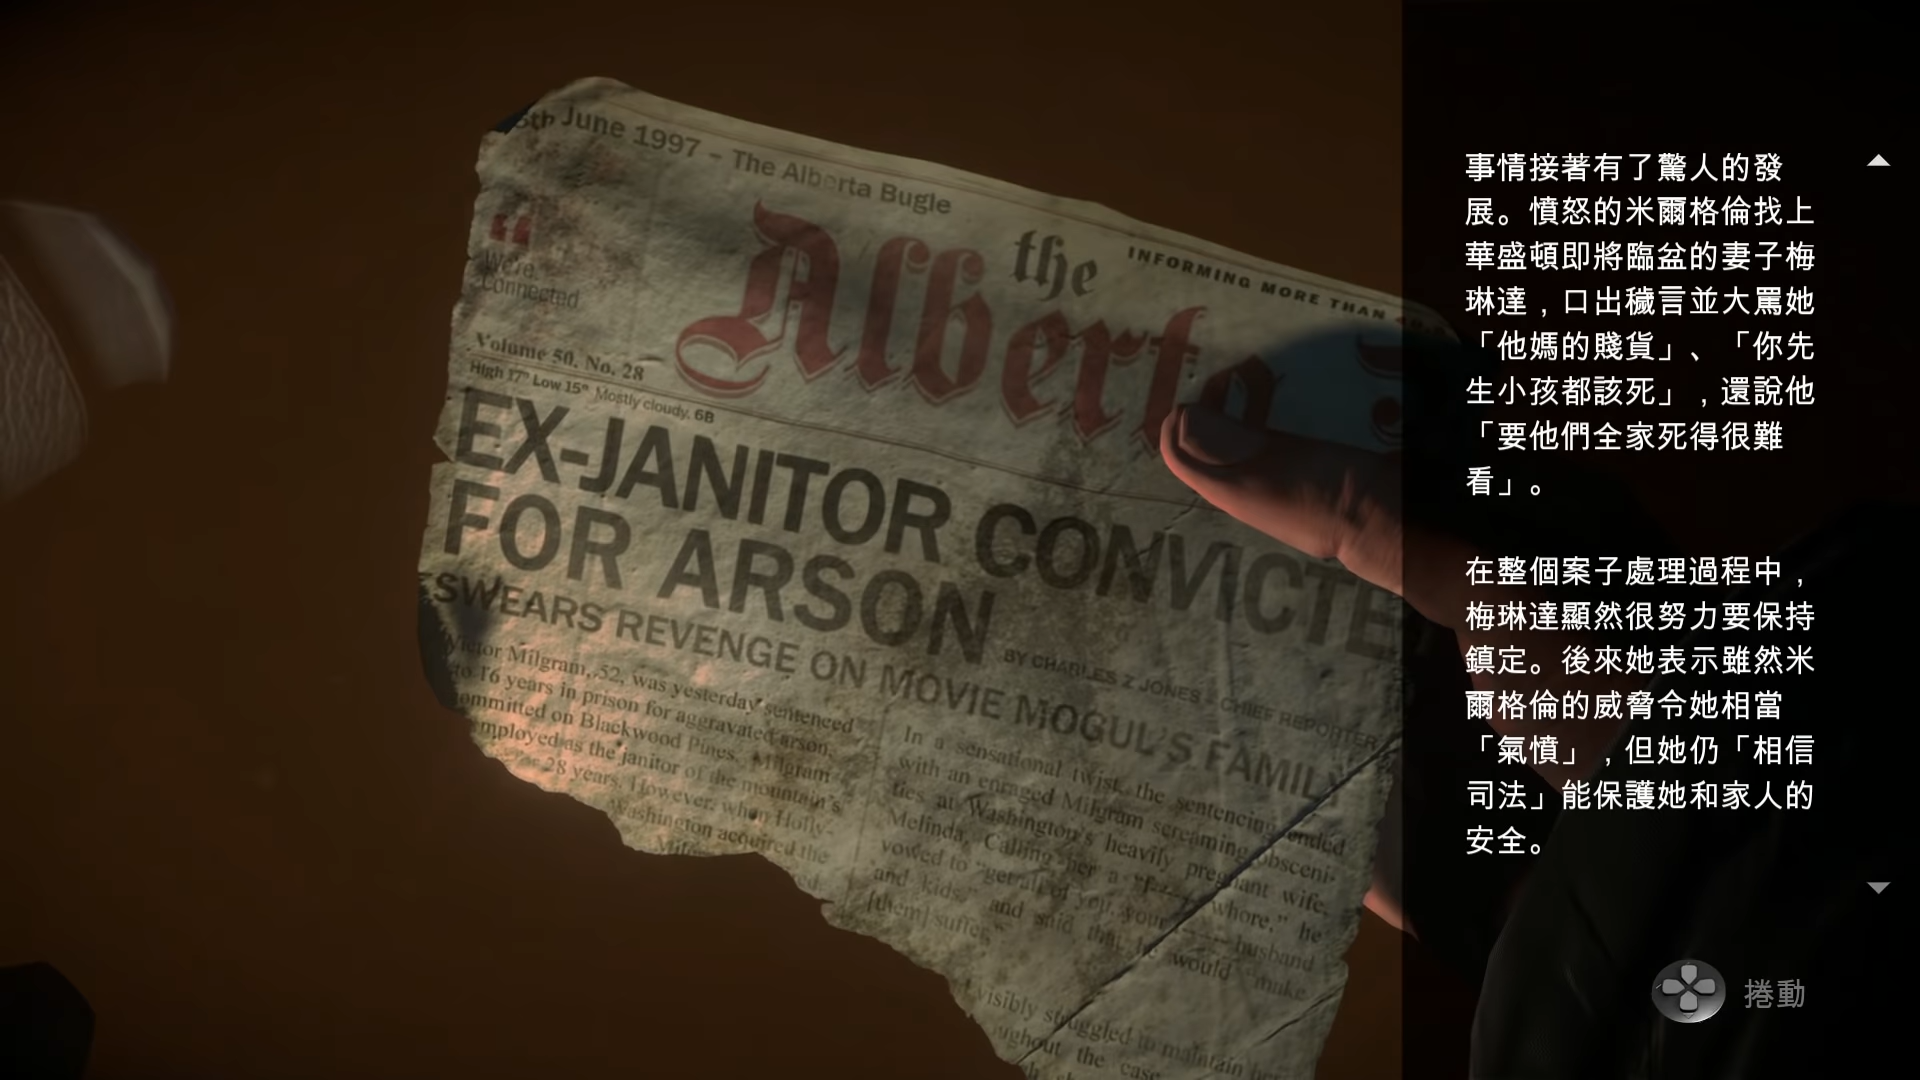 5th June 1997 - The Alberta Bugle
“
We're
connected
the
INFORMING MORE THAN
Alberta
Volume 50. No. 28
High 17° Low 15° Mostly cloudy. 6B
EX-JANITOR CONVICTE
FOR ARSON
BY CHARLES Z JONES - CHIEF REPORTER
SWEARS REVENGE ON MOVIE MOGUL'S FAMILY
Victor Milgram, 52, was yesterday sentenced
to 16 years in prison for aggravated arson,
committed on Blackwood Pines. Milgram
employed as the janitor of the mountain's
28 years. However, when Holly-
Washington acquired the
In a sensational twist, the sentencing ended
with an enraged Milgram screaming obsceni-
ties at Washington's heavily pregnant wife,
Melinda. Calling her a "f---- whore," he
vowed to "get all of you, your ---- husband
and kids," and said that he would make
[them] suffer."
visibly struggled to maintain her
the case
事情接著有了驚人的發
展。憤怒的米爾格倫找上
華盛頓即將臨盆的妻子梅
琳達，口出穢言並大罵她
「他媽的賤貨」、「你先
生小孩都該死」，還說他
「要他們全家死得很難
看」。
在整個案子處理過程中，
梅琳達顯然很努力要保持
鎮定。後來她表示雖然米
爾格倫的威脅令她相當
「氣憤」，但她仍「相信
司法」能保護她和家人的
安全。
捲動